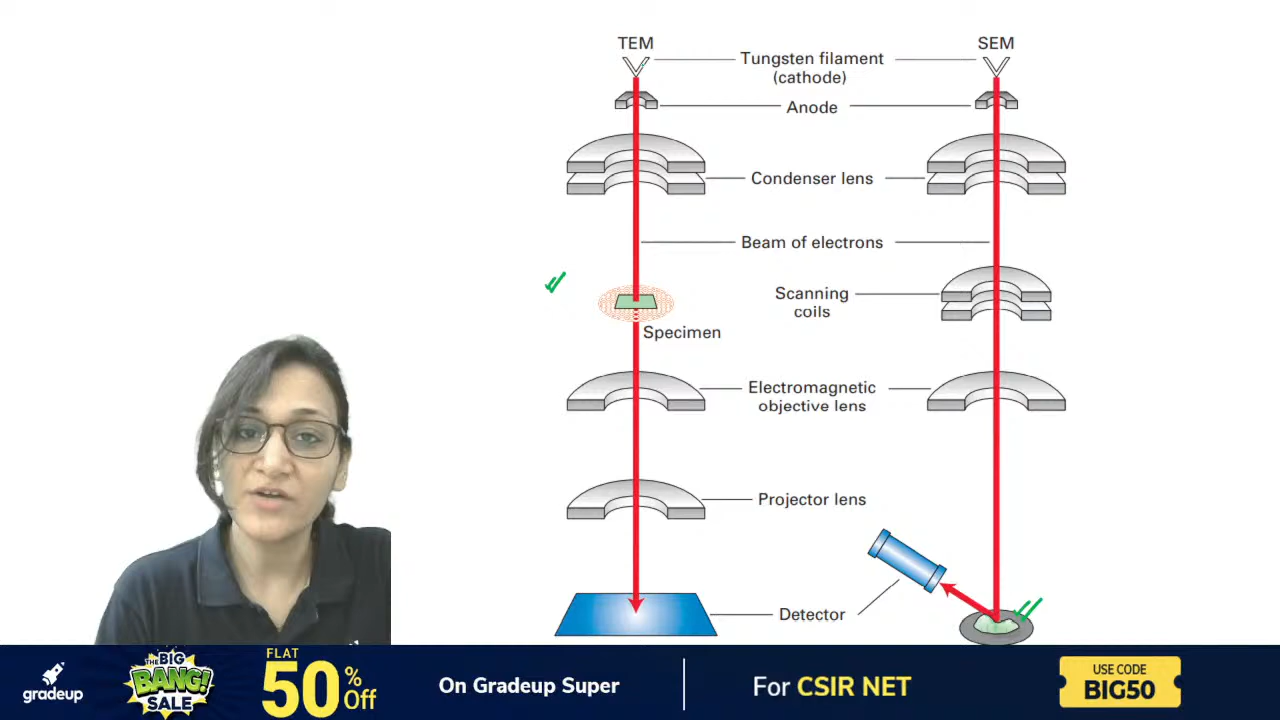 TEM
SEM
Tungsten filament
(cathode)
Anode
Condenser lens
Beam of electrons
Scanning
coils
Specimen
Electromagnetic
objective lens
Projector lens
Detector
gradeup
THE BIG
BANG!
SALE
FLAT
50% Off
On Gradeup Super
For CSIR NET
USE CODE
BIG50